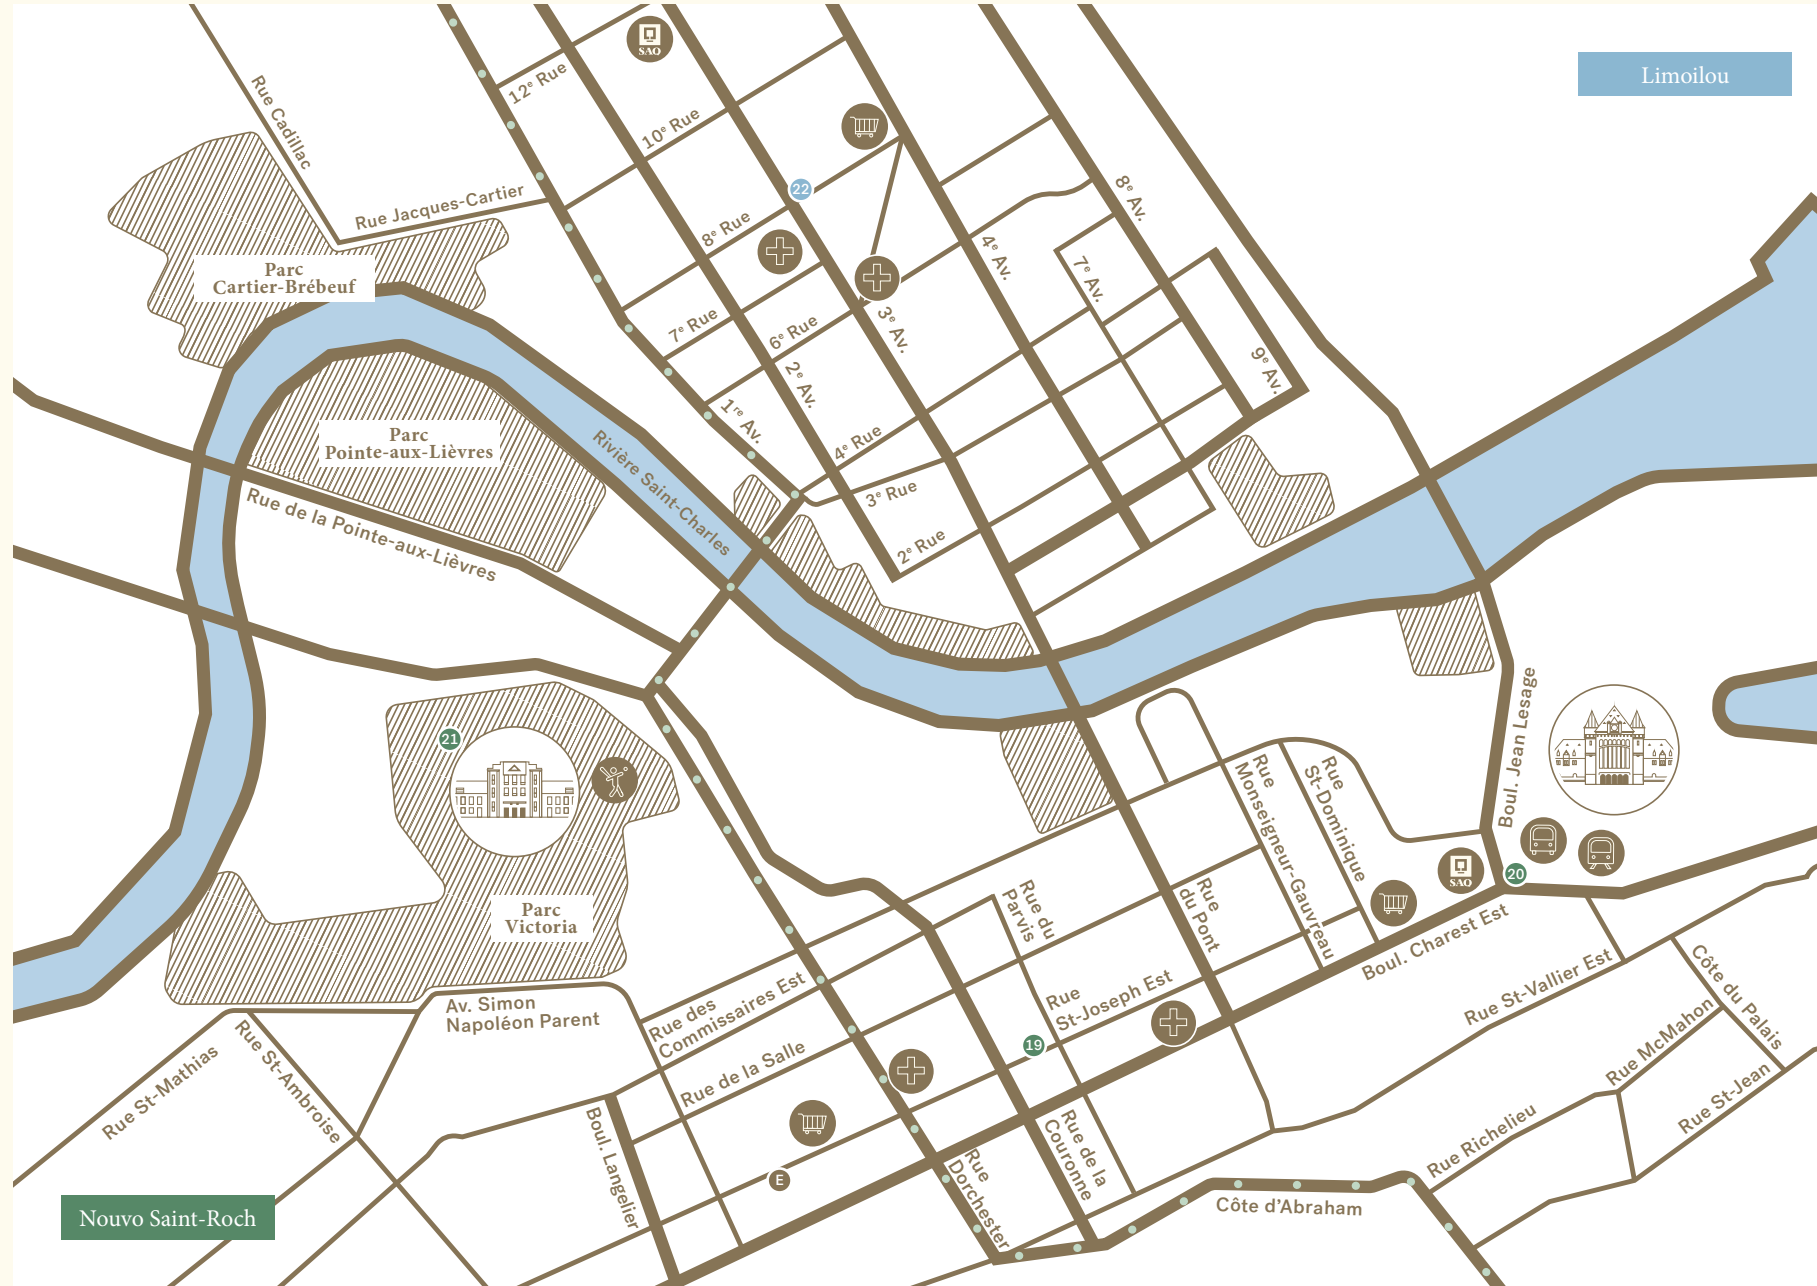 Limoilou
SAQ
12e Rue
Rue Cadillac
10e Rue
Rue Jacques-Cartier
22
8e Rue
8e Av.
4e Av.
7e Av.
Parc
Cartier-Brébeuf
7e Rue
6e Rue
3e Av.
9e Av.
2e Av.
1re Av.
4e Rue
Parc
Pointe-aux-Lièvres
Rivière Saint-Charles
3e Rue
2e Rue
Rue de la Pointe-aux-Lièvres
Boul. Jean Lesage
21
Rue
Monseigneur-Gauvreau
Rue
St-Dominique
SAQ
20
Parc
Victoria
Rue du
Parvis
Rue
du Pont
Boul. Charest Est
Rue St-Vallier Est
Côte du Palais
Av. Simon
Napoléon Parent
Rue des
Commissaires Est
Rue
St-Joseph Est
19
Rue de la Salle
Rue McMahon
Rue St-Jean
Rue St-Mathias
Rue St-Ambroise
Boul. Langelier
Rue de la
Couronne
Rue Richelieu
E
Rue
Dorchester
Côte d'Abraham
Nouvo Saint-Roch